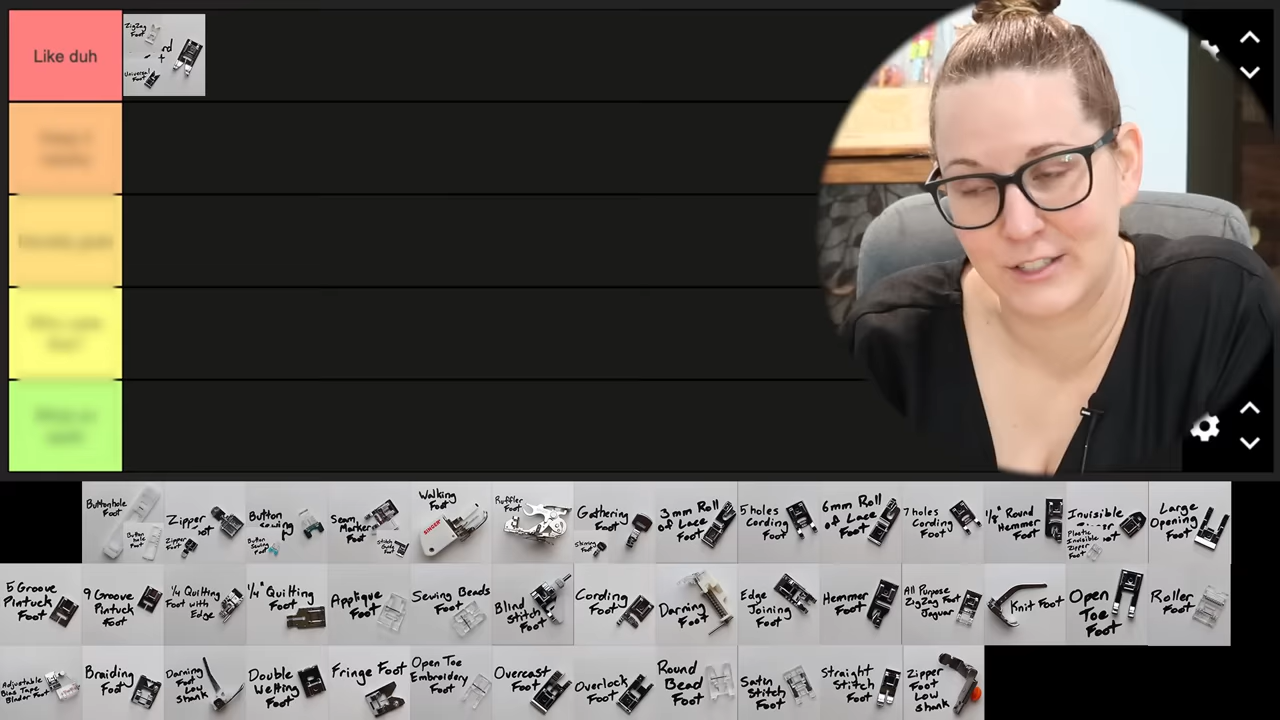 Like duh
ZigZag
Foot
Universal
Foot
Buttonhole
Foot
Zipper
Foot
Button
Sewing
Seam
Marker
Foot
Walking
Foot
SINGER
Ruffler
Foot
Gathering
Foot
3mm Roll
of Lace
Foot
5 holes
Cording
Foot
6mm Roll
of Lace
Foot
7 holes
Cording
Foot
1/8" Round
Hemmer
Foot
Invisible
Plastic
Invisible
Zipper
Foot
Large
Opening
Foot
5 Groove
Pintuck
Foot
9 Groove
Pintuck
Foot
1/4 Quilting
Foot with
Edge
1/4" Quilting
Foot
Applique
Foot
Sewing Beads
Foot
Blind
Stitch
Foot
Cording
Foot
Darning
Foot
Edge
Joining
Foot
Hemmer
Foot
All Purpose
ZigZag Foot
Jaguar
Knit Foot
Open
Toe
Foot
Roller
Foot
Adjustable
Bias Tape
Binder Foot
Braiding
Foot
Darning
Foot Low
Shank
Double
Welting
Foot
Fringe Foot
Open Toe
Embroidery
Foot
Overcast
Foot
Overlock
Foot
Round
Bead
Foot
Satin
Stitch
Foot
Straight
Stitch
Foot
Zipper
Foot
Low
Shank